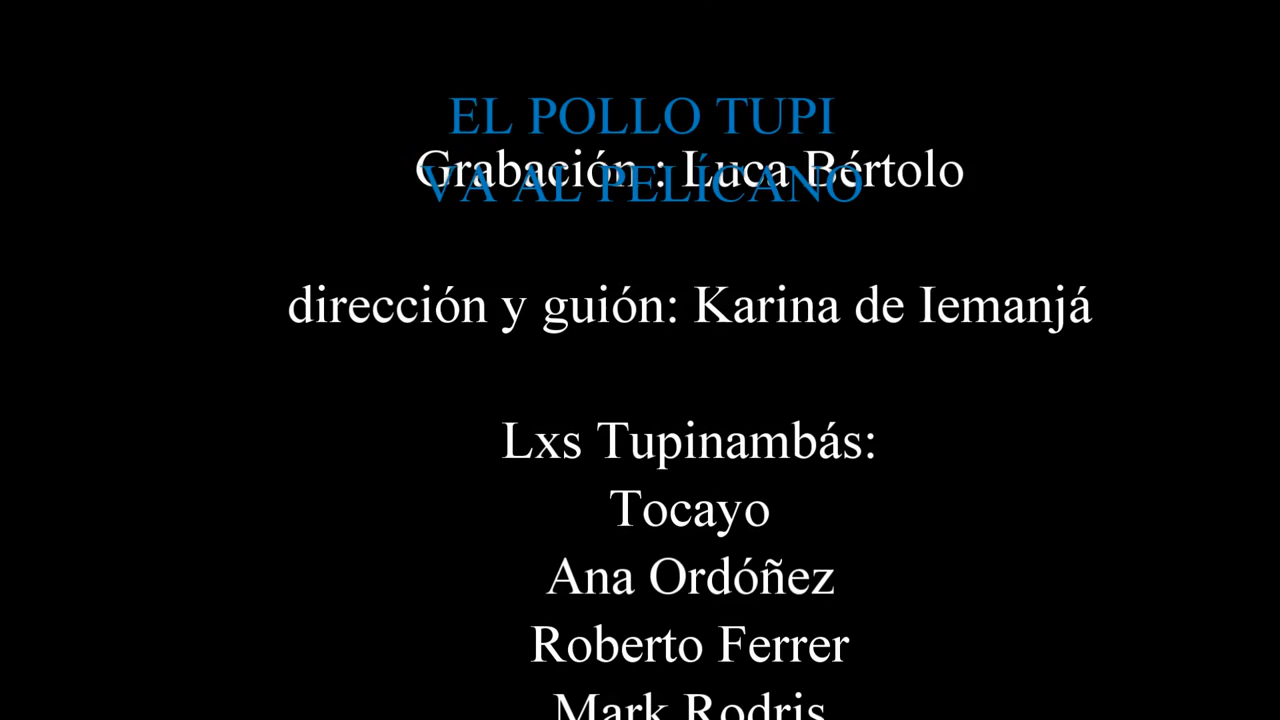 EL POLLO TUPI
Grabación : Luca Bértolo
VA AL PELÍCANO
dirección y guión: Karina de Iemanjá
Lxs Tupinambás:
Tocayo
Ana Ordóñez
Roberto Ferrer
Mark Rodris